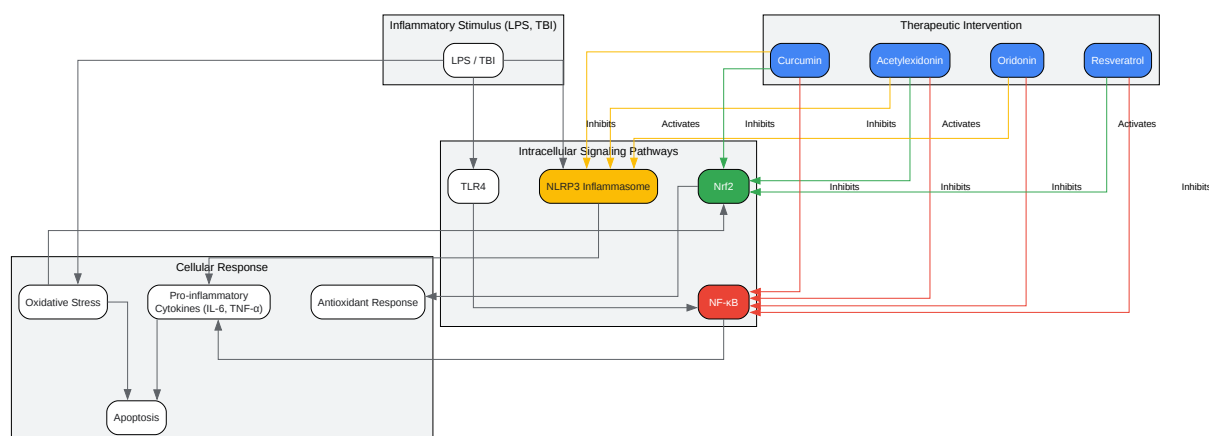 Inflammatory Stimulus (LPS, TBI)
Therapeutic Intervention
LPS / TBI
Curcumin
Acetylexidonin
Oridonin
Resveratrol
Inhibits
Activates
Inhibits
Inhibits
Activates
Activates
Intracellular Signaling Pathways
TLR4
NLRP3 Inflammasome
Nrf2
Inhibits
Inhibits
Inhibits
Inhibits
Cellular Response
Oxidative Stress
Pro-inflammatory
Cytokines (IL-6, TNF-α)
Antioxidant Response
NF-κB
Apoptosis